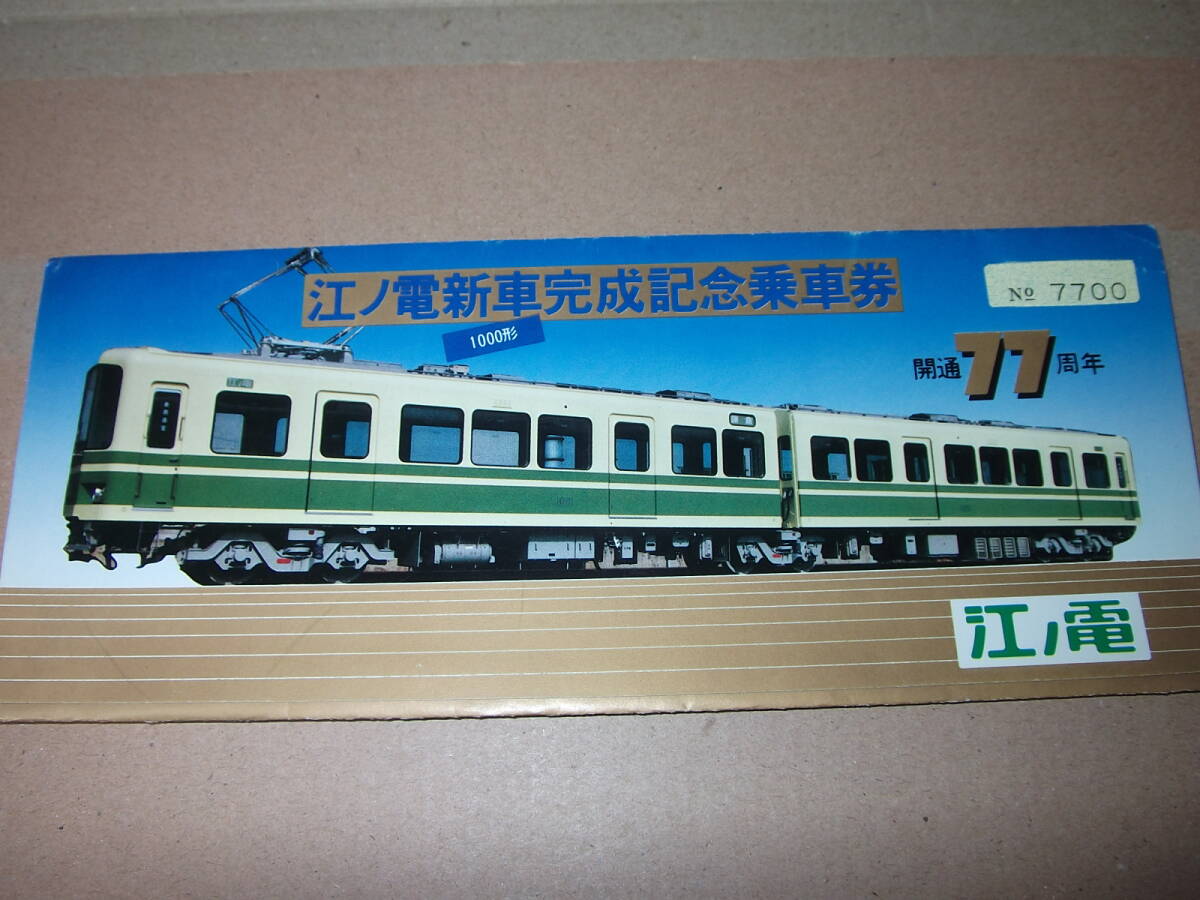 江ノ電新車完成記念乗車券
1000形
No 7700
開通77周年
江ノ電